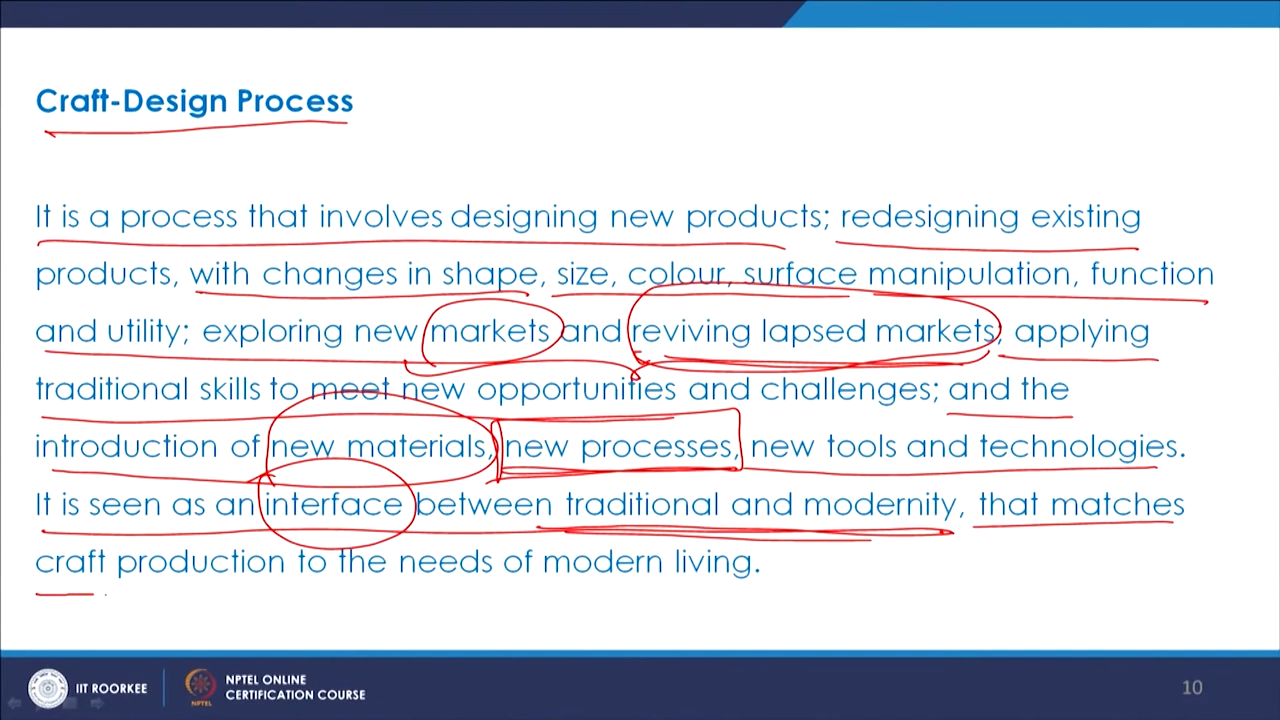 Craft-Design Process
It is a process that involves designing new products; redesigning existing
products, with changes in shape, size, colour, surface manipulation, function
and utility; exploring new markets and reviving lapsed markets; applying
traditional skills to meet new opportunities and challenges; and the
introduction of new materials, new processes, new tools and technologies.
It is seen as an interface between traditional and modernity, that matches
craft production to the needs of modern living.
IIT ROORKEE
NPTEL ONLINE
CERTIFICATION COURSE
NPTEL
10